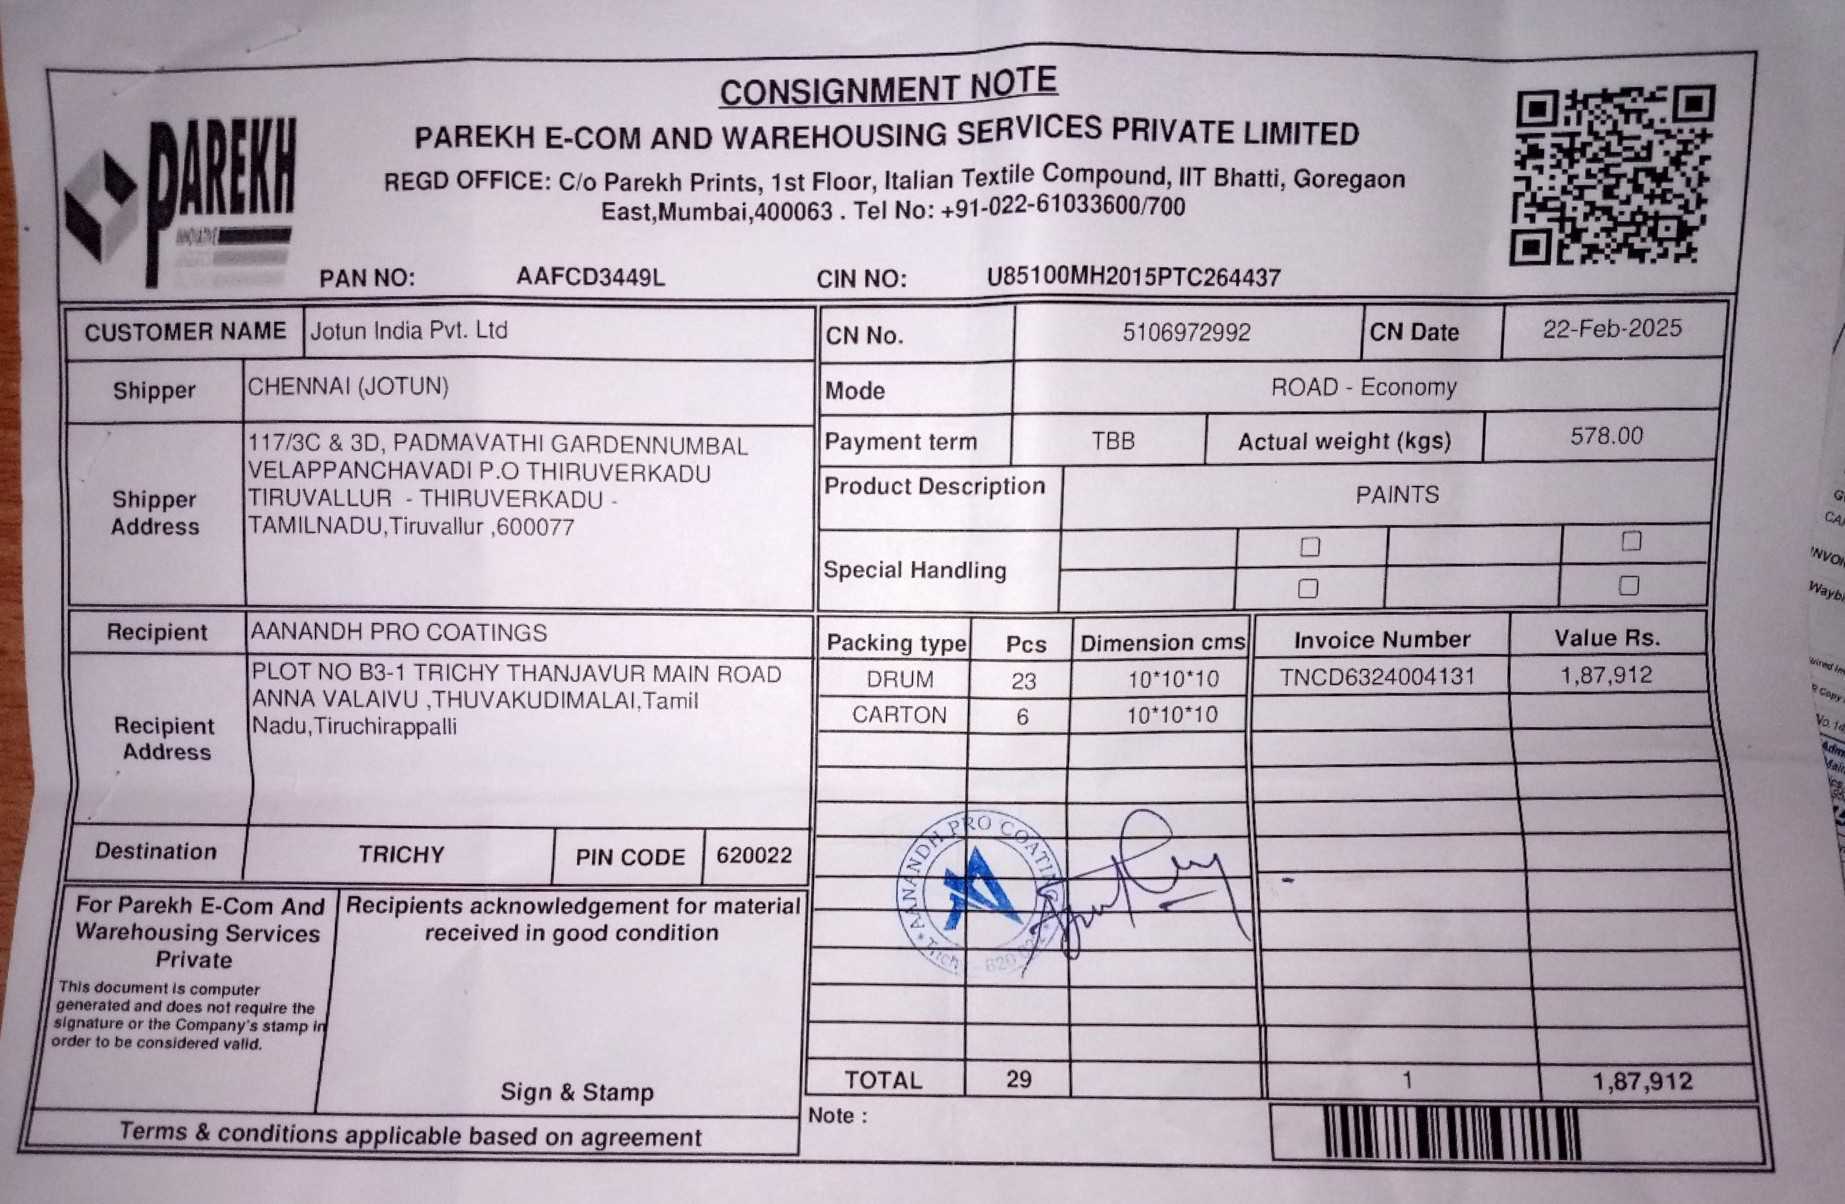 CONSIGNMENT NOTE
PAREKH E-COM AND WAREHOUSING SERVICES PRIVATE LIMITED
REGD OFFICE: C/o Parekh Prints, 1st Floor, Italian Textile Compound, IIT Bhatti, Goregaon
East,Mumbai,400063 . Tel No: +91-022-61033600/700
PAREKH
PAN NO: AAFCD3449L CIN NO: U85100MH2015PTC264437
CUSTOMER NAME Jotun India Pvt. Ltd
Shipper CHENNAI (JOTUN)
Shipper Address
117/3C & 3D, PADMAVATHI GARDENNUMBAL
VELAPPANCHAVADI P.O THIRUVERKADU
TIRUVALLUR - THIRUVERKADU -
TAMILNADU,Tiruvallur ,600077
CN No. 5106972992 CN Date 22-Feb-2025
Mode ROAD - Economy
Payment term TBB Actual weight (kgs) 578.00
Product Description PAINTS
Special Handling
Recipient AANANDH PRO COATINGS
Recipient Address
PLOT NO B3-1 TRICHY THANJAVUR MAIN ROAD
ANNA VALAIVU ,THUVAKUDIMALAI,Tamil
Nadu,Tiruchirappalli
Destination TRICHY PIN CODE 620022
Packing type Pcs Dimension cms Invoice Number Value Rs.
DRUM 23 10*10*10 TNCD6324004131 1,87,912
CARTON 6 10*10*10
AANANDH PRO COATING
TOTAL 29 1 1,87,912
Note :
For Parekh E-Com And
Warehousing Services
Private
This document is computer
generated and does not require the
signature or the Company's stamp in
order to be considered valid.
Recipients acknowledgement for material
received in good condition
Sign & Stamp
Terms & conditions applicable based on agreement